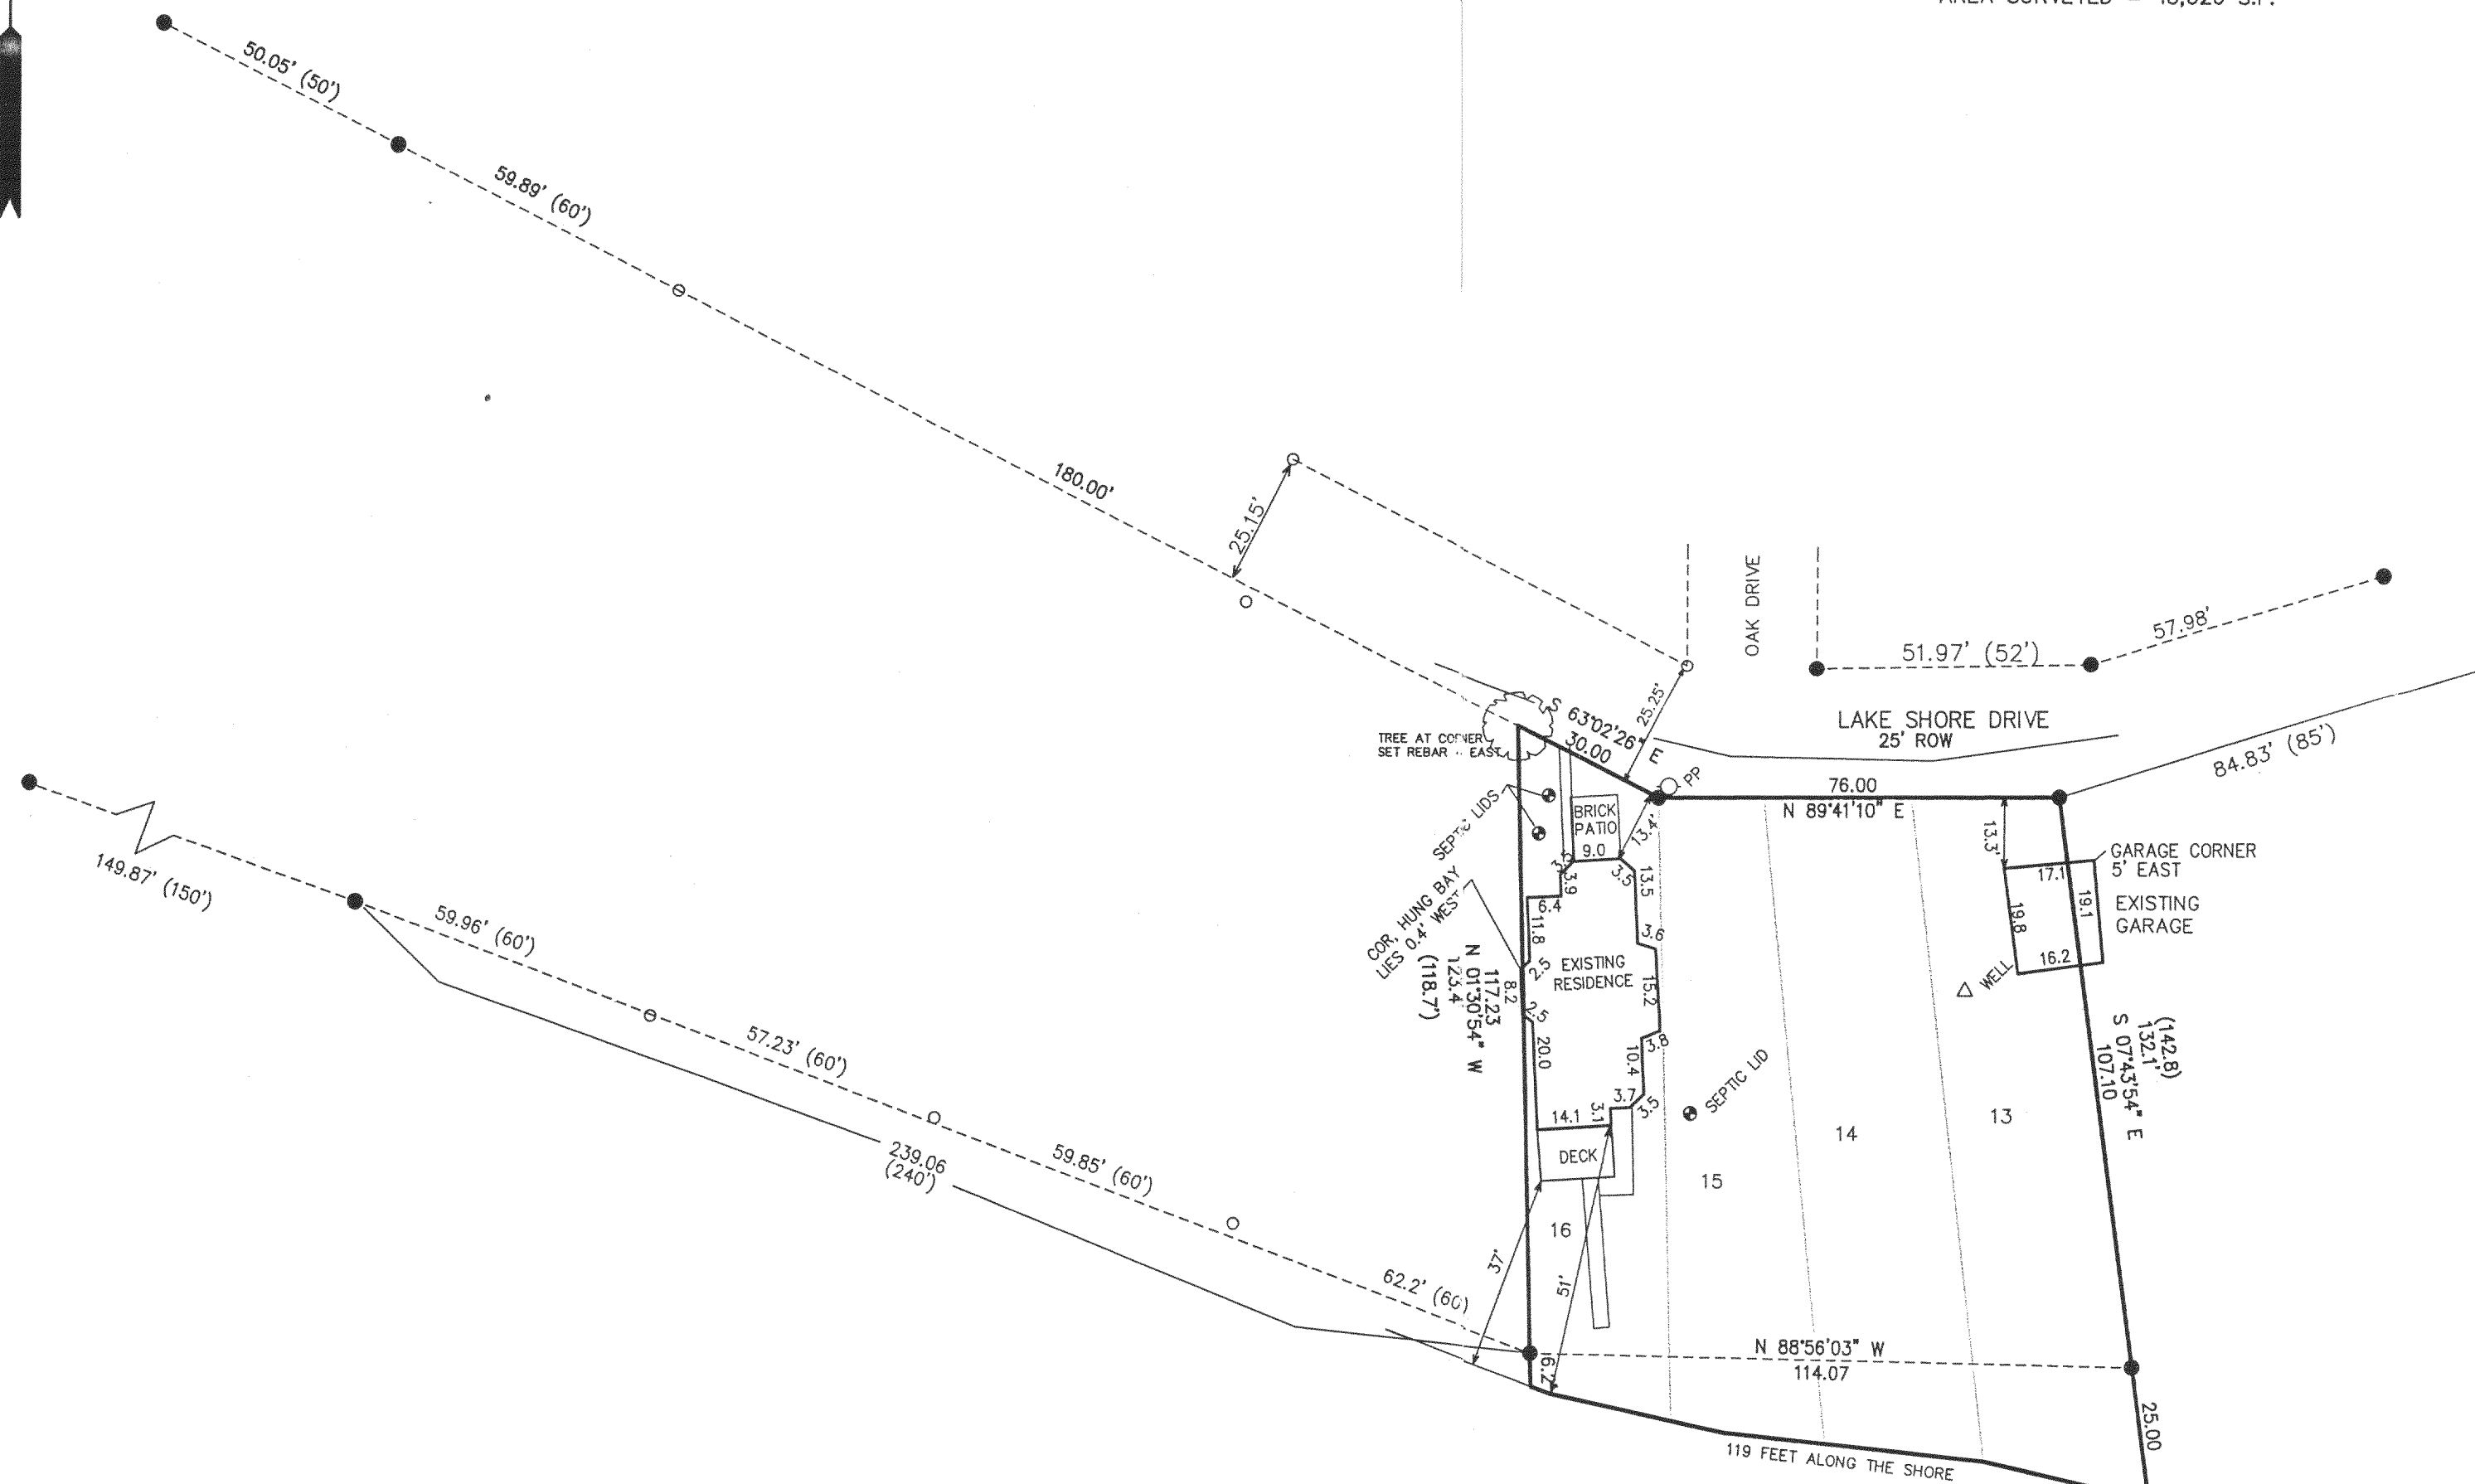 50.05' (50')
59.89' (60')
180.00'
25.15'
OAK DRIVE
51.97' (52')
57.98'
25.25'
LAKE SHORE DRIVE
25' ROW
84.83' (85')
S 63°02'26" E
30.00
TREE AT CORNER
SET REBAR EAST
PP
76.00
N 89°41'10" E
SEPTIC LIDS
BRICK
PATIO
13.4'
9.0
13.3'
GARAGE CORNER
5' EAST
17.1
19.8
19.1
16.2
EXISTING
GARAGE
WELL
149.87' (150')
59.96' (60')
57.23' (60')
59.85' (60')
62.2' (60')
239.06
(240')
COR, HUNG BAY
LIES 0.4' WEST
3.9
3.5
13.5
6.4
11.8
3.6
2.5
EXISTING
RESIDENCE
15.2
8.2
117.23
N 01°30'54" W
123.4
(118.7')
2.5
20.0
3.8
10.4
3.7
3.5
3.1
14.1
DECK
SEPTIC LID
(142.8)
132.1'
S 07°43'54" E
107.10
13
14
15
16
37'
51'
N 88°56'03" W
114.07
6.2
25.00
119 FEET ALONG THE SHORE